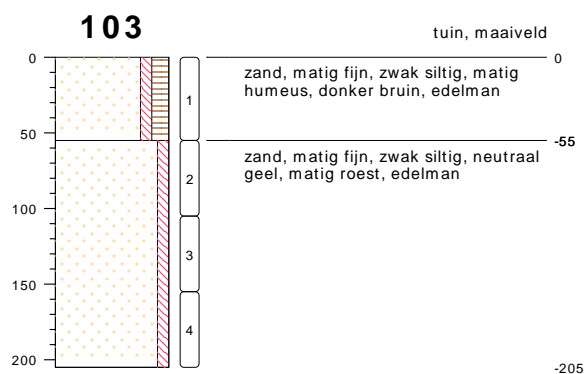 103
tuin, maaiveld
0
0
zand, matig fijn, zwak siltig, matig
humeus, donker bruin, edelman
1
50
-55
zand, matig fijn, zwak siltig, neutraal
geel, matig roest, edelman
2
100
3
150
4
200
-205